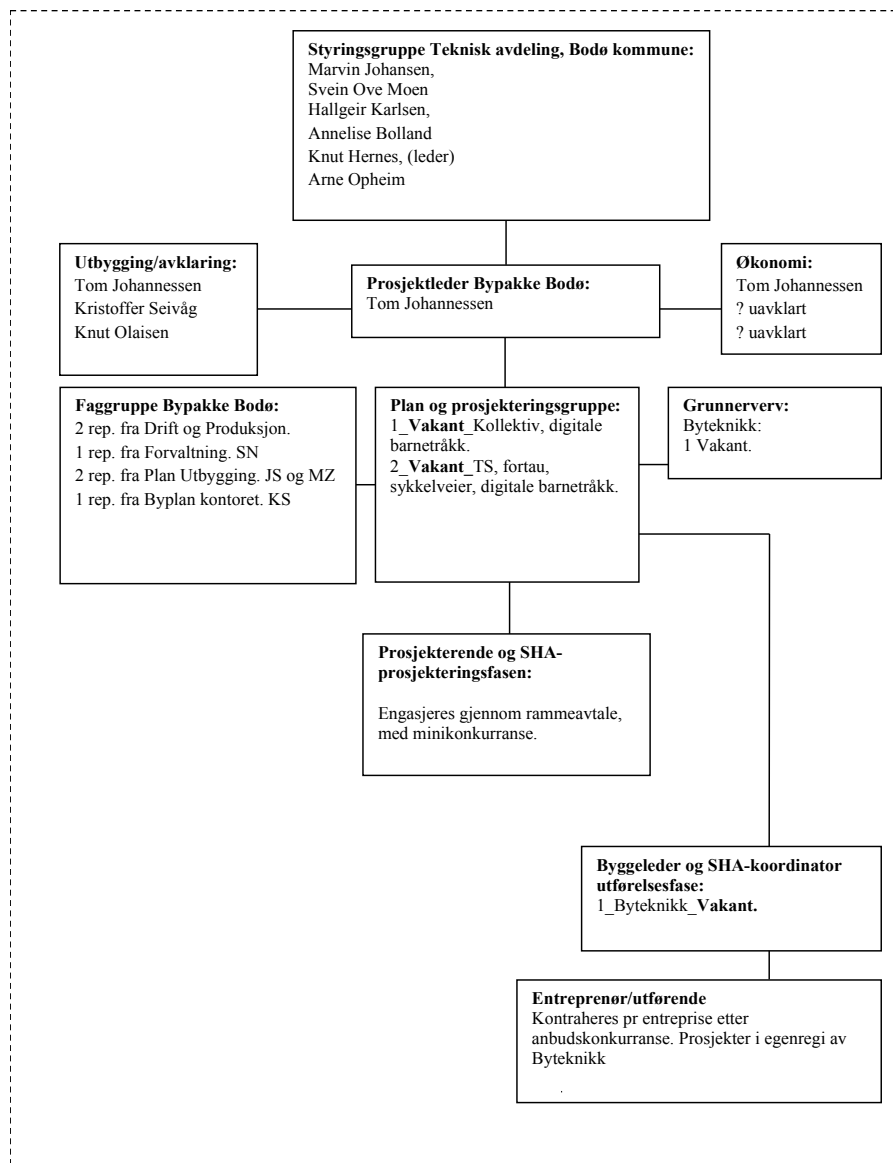 Styringsgruppe Teknisk avdeling, Bodø kommune:
Marvin Johansen,
Svein Ove Moen
Hallgeir Karlsen,
Annelise Bolland
Knut Hernes, (leder)
Arne Opheim
Utbygging/avklaring:
Tom Johannessen
Kristoffer Seivåg
Knut Olaisen
Prosjektleder Bypakke Bodø:
Tom Johannessen
Økonomi:
Tom Johannessen
? uavklart
? uavklart
Faggruppe Bypakke Bodø:
2 rep. fra Drift og Produksjon.
1 rep. fra Forvaltning. SN
2 rep. fra Plan Utbygging. JS og MZ
1 rep. fra Byplan kontoret. KS
Plan og prosjekteringsgruppe:
1_Vakant_Kollektiv, digitale
barnetråkk.
2_Vakant_TS, fortau,
sykkelveier, digitale barnetråkk.
Grunnerverv:
Byteknikk:
1 Vakant.
Prosjekterende og SHA-
prosjekteringsfasen:
Engasjeres gjennom rammeavtale,
med minikonkurranse.
Byggeleder og SHA-koordinator
utførelsesfase:
1_Byteknikk_Vakant.
Entreprenør/utførende
Kontraheres pr entreprise etter
anbudskonkurranse. Prosjekter i egenregi av
Byteknikk
.